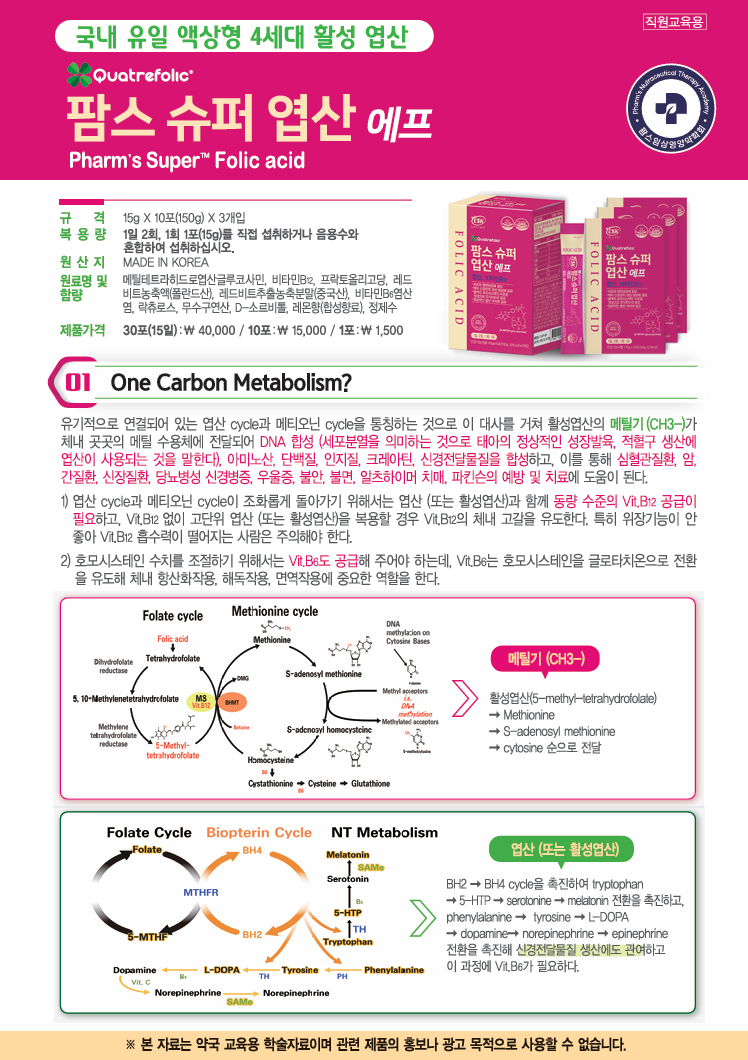 직원교육용
국내 유일 액상형 4세대 활성 엽산
Quatrefolic®
팜스 슈퍼 엽산 에프
Pharm's Super™ Folic acid
Pharm's Nutraceutical Therapy Academy
팜스임상영양약학회
규 격 15g X 10포(150g) X 3개입
복 용 량 1일 2회, 1회 1포(15g)를 직접 섭취하거나 음용수와
혼합하여 섭취하십시오.
원 산 지 MADE IN KOREA
원료명 및 함량 메틸테트라히드로엽산글루코사민, 비타민B12, 프락토올리고당, 레드
비트농축액(폴란드산), 레드비트추출농축분말(중국산), 비타민B6염산
염, 락츄로스, 무수구연산, D-소르비톨, 레몬향(합성향료), 정제수
제품가격 30포(15일) : ₩ 40,000 / 10포 : ₩ 15,000 / 1포 : ₩ 1,500
FOLIC ACID
Quatrefolic
팜스 슈퍼
엽산 에프
FOLIC ACID
팜스 슈퍼 엽산
FOLIC ACID
Quatrefolic
팜스 슈퍼
엽산 에프
01 One Carbon Metabolism?
유기적으로 연결되어 있는 엽산 cycle과 메티오닌 cycle을 통칭하는 것으로 이 대사를 거쳐 활성엽산의 메틸기(CH3-)가
체내 곳곳의 메틸 수용체에 전달되어 DNA 합성 (세포분열을 의미하는 것으로 태아의 정상적인 성장발육, 적혈구 생산에
엽산이 사용되는 것을 말한다), 아미노산, 단백질, 인지질, 크레아틴, 신경전달물질을 합성하고, 이를 통해 심혈관질환, 암,
간질환, 신장질환, 당뇨병성 신경병증, 우울증, 불안, 불면, 알츠하이머 치매, 파킨슨의 예방 및 치료에 도움이 된다.
1) 엽산 cycle과 메티오닌 cycle이 조화롭게 돌아가기 위해서는 엽산 (또는 활성엽산)과 함께 동량 수준의 Vit.B12 공급이
필요하고, Vit.B12 없이 고단위 엽산 (또는 활성엽산)을 복용할 경우 Vit.B12의 체내 고갈을 유도한다. 특히 위장기능이 안
좋아 Vit.B12 흡수력이 떨어지는 사람은 주의해야 한다.
2) 호모시스테인 수치를 조절하기 위해서는 Vit.B6도 공급해 주어야 하는데, Vit.B6는 호모시스테인을 글로타치온으로 전환
을 유도해 체내 항산화작용, 해독작용, 면역작용에 중요한 역할을 한다.
Folate cycle
Methionine cycle
Folic acid
Tetrahydrofolate
Dihydrofolate
reductase
5, 10-Methylenetetrahydrofolate
Methylene
tetrahydrofolate
reductase
5-Methyl-
tetrahydrofolate
MS
Vit.B12
BHMT
DMG
Betaine
Methionine
S-adenosyl methionine
S-adenosyl homocysteine
Homocysteine
B6
Cystathionine → Cysteine → Glutathione
B6
DNA
methylation on
Cytosine Bases
Methyl acceptors
i.e.
DNA
methylation
Methylated acceptors
5-methylcytosine
메틸기 (CH3-)
활성엽산(5-methyl-tetrahydrofolate)
→ Methionine
→ S-adenosyl methionine
→ cytosine 순으로 전달
Folate Cycle
Biopterin Cycle
NT Metabolism
Folate
BH4
MTHFR
5-MTHF
BH2
Melatonin
SAMe
Serotonin
B6
5-HTP
TH
Tryptophan
Dopamine
B6
L-DOPA
TH
Tyrosine
PH
Phenylalanine
Vit. C
Norepinephrine
SAMe
Norepinephrine
엽산 (또는 활성엽산)
BH2 → BH4 cycle을 촉진하여 tryptophan
→ 5-HTP → serotonine → melatonin 전환을 촉진하고,
phenylalanine → tyrosine → L-DOPA
→ dopamine→ norepinephrine → epinephrine
전환을 촉진해 신경전달물질 생산에도 관여하고
이 과정에 Vit.B6가 필요하다.
※ 본 자료는 약국 교육용 학술자료이며 관련 제품의 홍보나 광고 목적으로 사용할 수 없습니다.